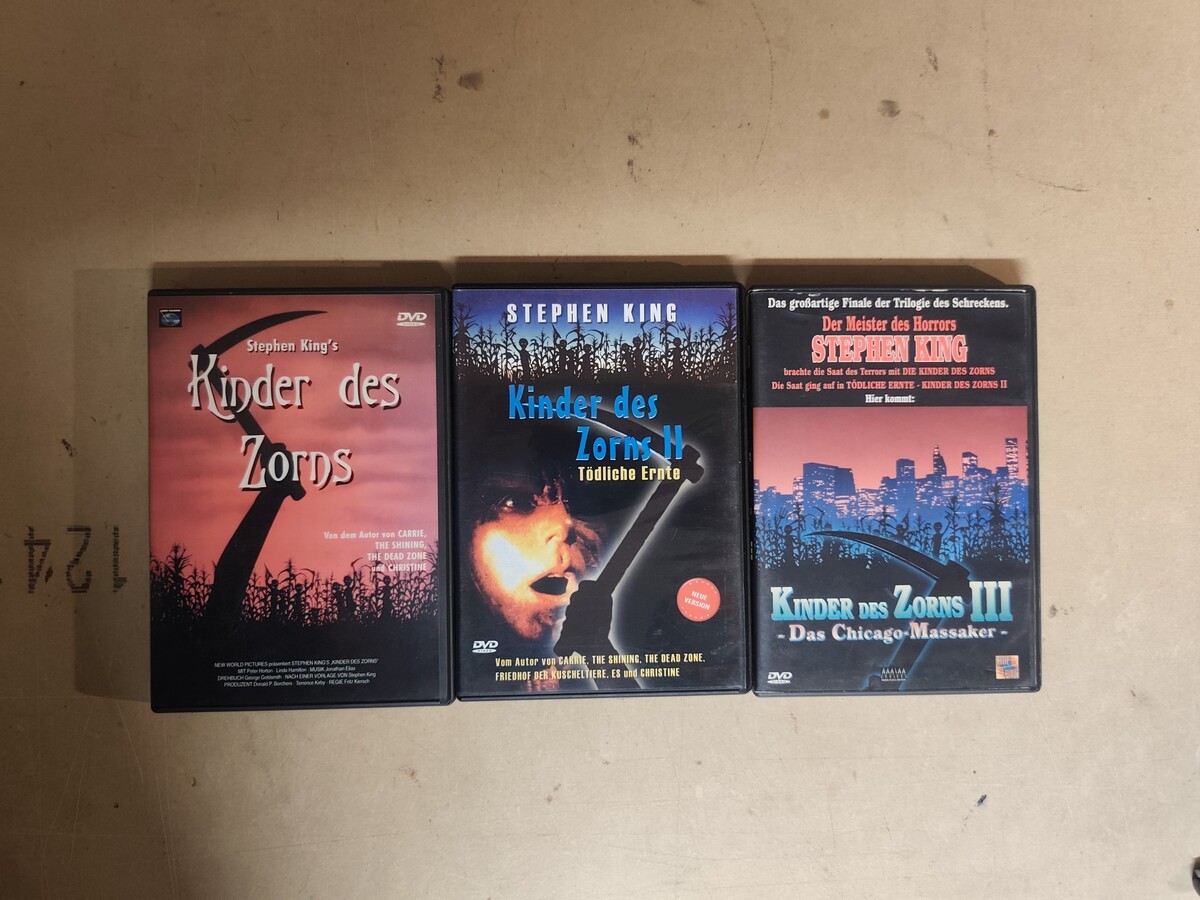 DVD
VIDEO
Stephen King's
Kinder des
Zorns
Von dem Autor von CARRIE,
THE SHINING,
THE DEAD ZONE
und CHRISTINE
NEW WORLD PICTURES präsentiert STEPHEN KING'S „KINDER DES ZORNS"
MIT Peter Horton · Linda Hamilton · MUSIK Jonathan Elias
DREHBUCH George Goldsmith · NACH EINER VORLAGE VON Stephen King
PRODUZENT Donald P. Borchers · Terrence Kirby · REGIE Fritz Kiersch
STEPHEN KING
Kinder des
Zorns II
Tödliche Ernte
NEUE
VERSION
DVD
VIDEO
Vom Autor von CARRIE, THE SHINING, THE DEAD ZONE,
FRIEDHOF DER KUSCHELTIERE, ES und CHRISTINE
Das großartige Finale der Trilogie des Schreckens.
Der Meister des Horrors
STEPHEN KING
brachte die Saat des Terrors mit DIE KINDER DES ZORNS
Die Saat ging auf in TÖDLICHE ERNTE - KINDER DES ZORNS II
Hier kommt:
KINDER DES ZORNS III
- Das Chicago-Massaker -
DVD
VIDEO